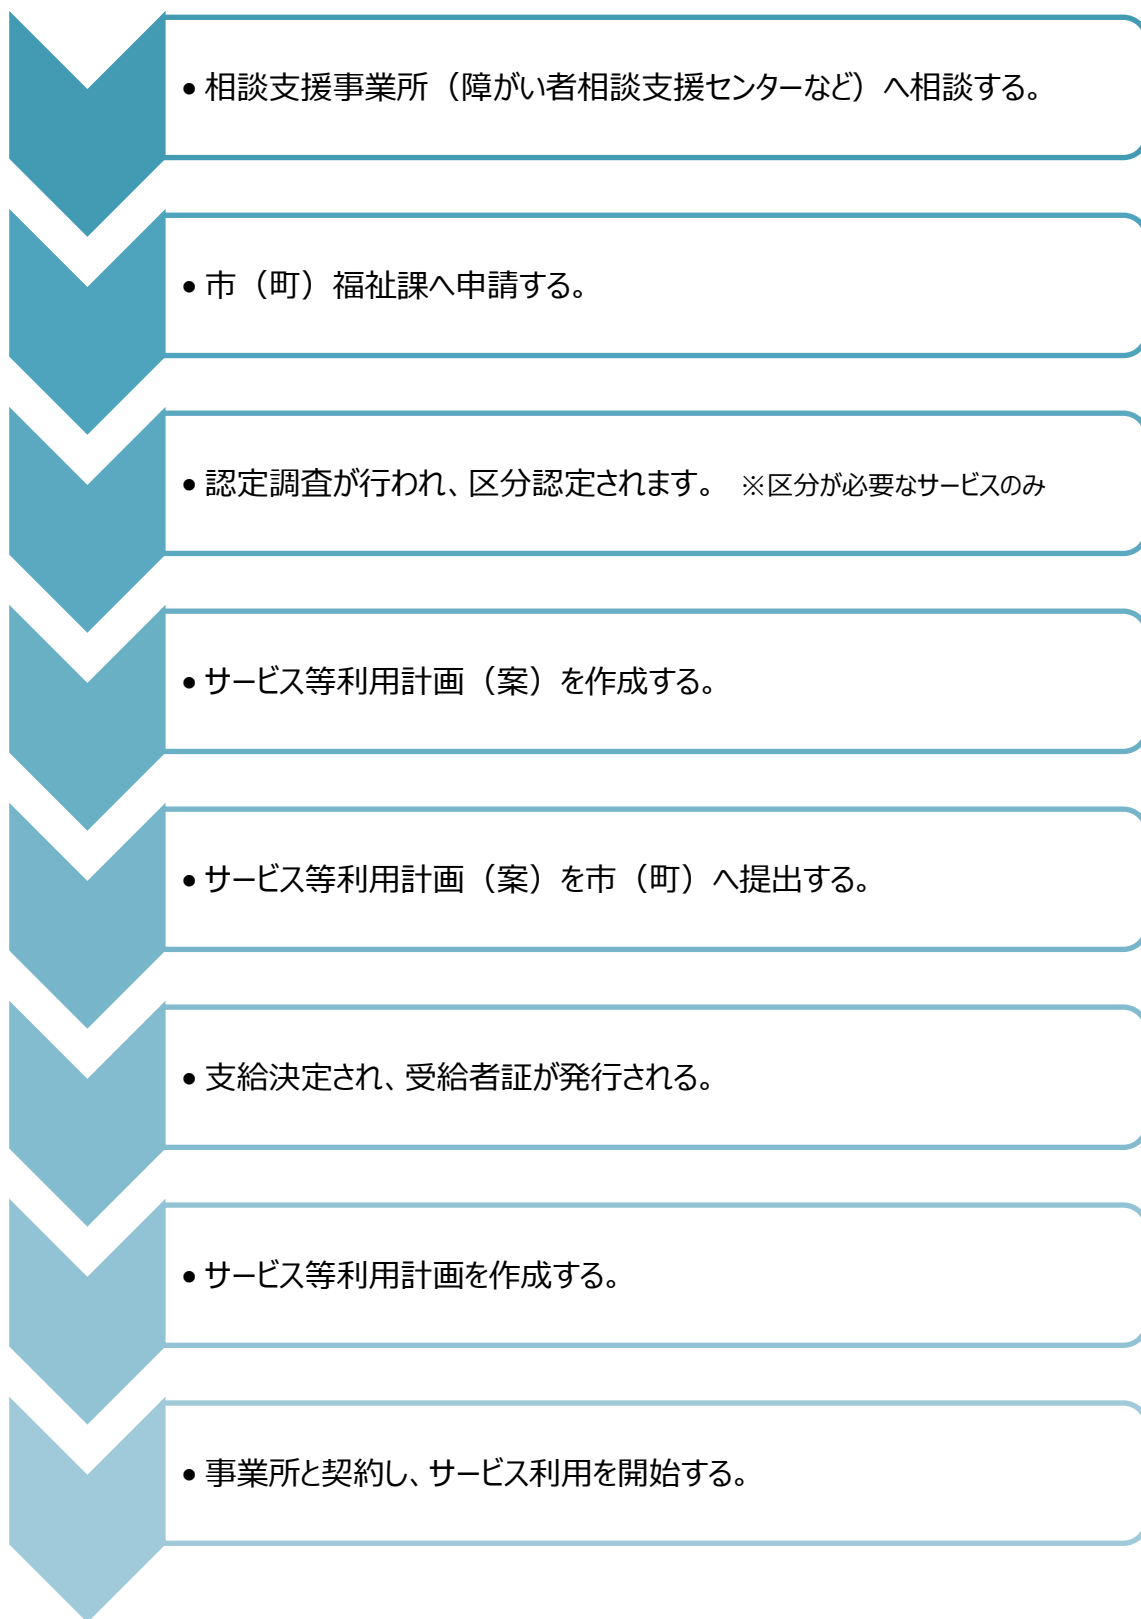 • 相談支援事業所（障がい者相談支援センターなど）へ相談する。
• 市（町）福祉課へ申請する。
• 認定調査が行われ、区分認定されます。 ※区分が必要なサービスのみ
• サービス等利用計画（案）を作成する。
• サービス等利用計画（案）を市（町）へ提出する。
• 支給決定され、受給者証が発行される。
• サービス等利用計画を作成する。
• 事業所と契約し、サービス利用を開始する。